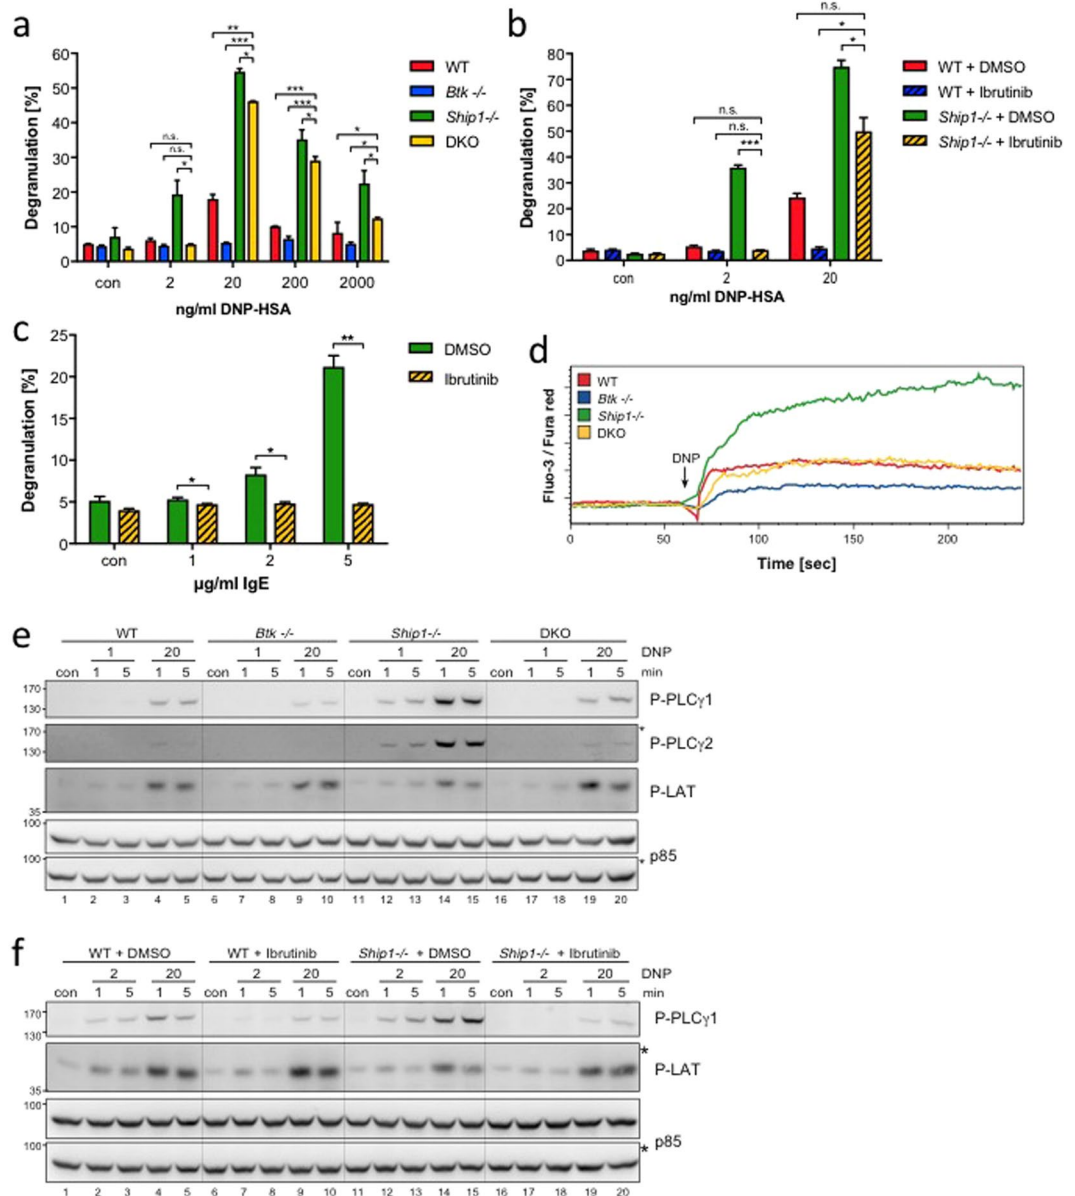 a
Degranulation [%]
60
50
40
30
20
10
0
con 2 20 200 2000
ng/ml DNP-HSA
n.s.
n.s.
*
**
***
*
***
***
*
*
*
*
WT
Btk -/-
Ship1-/-
DKO
b
Degranulation [%]
80
70
60
50
40
30
20
10
0
con 2 20
ng/ml DNP-HSA
n.s.
n.s.
***
n.s.
*
*
WT + DMSO
WT + Ibrutinib
Ship1-/- + DMSO
Ship1-/- + Ibrutinib
c
Degranulation [%]
25
20
15
10
5
0
con 1 2 5
µg/ml IgE
*
*
**
DMSO
Ibrutinib
d
Fluo-3 / Fura red
WT
Btk -/-
Ship1-/-
DKO
DNP
0 50 100 150 200
Time [sec]
e
WT Btk -/- Ship1-/- DKO
1 20 1 20 1 20 1 20 DNP
con 1 5 1 5 con 1 5 1 5 con 1 5 1 5 con 1 5 1 5 min
170
130
P-PLCγ1
170
130
*
P-PLCγ2
35
P-LAT
100
100
* p85
1 2 3 4 5 6 7 8 9 10 11 12 13 14 15 16 17 18 19 20
f
WT + DMSO WT + Ibrutinib Ship1-/- + DMSO Ship1-/- + Ibrutinib
2 20 2 20 2 20 2 20 DNP
con 1 5 1 5 con 1 5 1 5 con 1 5 1 5 con 1 5 1 5 min
170
130
P-PLCγ1
*
35
P-LAT
100
100
* p85
1 2 3 4 5 6 7 8 9 10 11 12 13 14 15 16 17 18 19 20